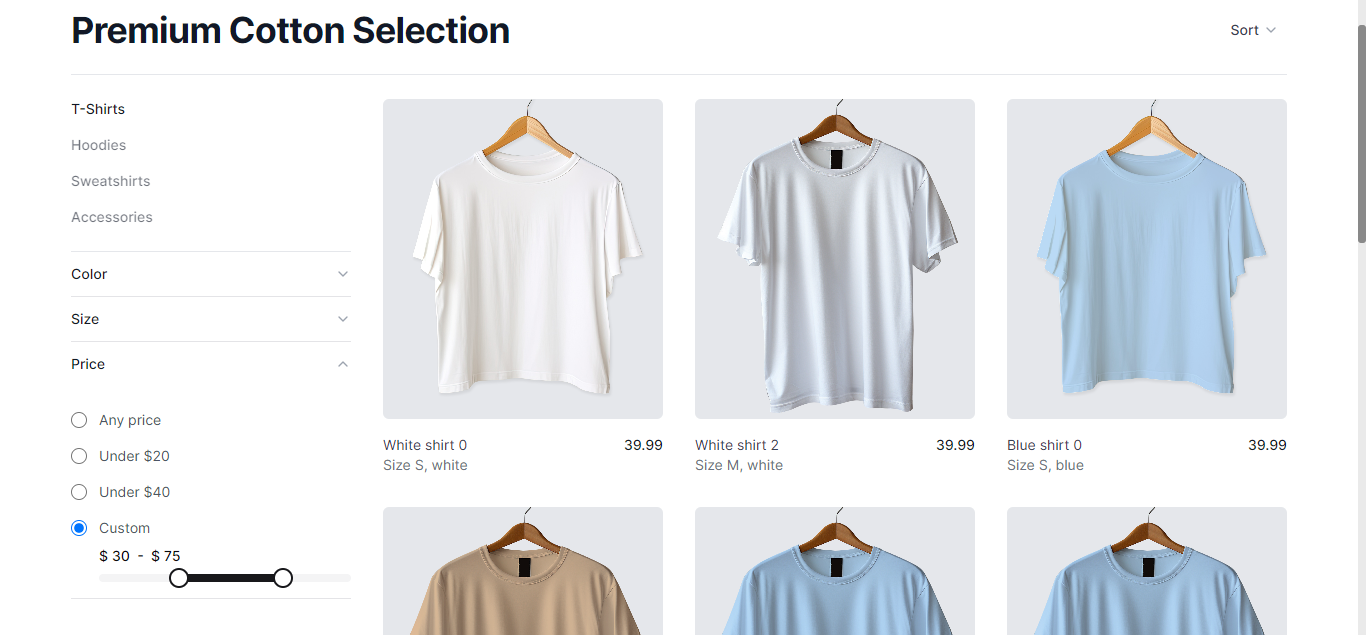 Premium Cotton Selection
Sort
T-Shirts
Hoodies
Sweatshirts
Accessories
Color
Size
Price
Any price
Under $20
Under $40
Custom
$ 30 - $ 75
White shirt 0 39.99
Size S, white
White shirt 2 39.99
Size M, white
Blue shirt 0 39.99
Size S, blue